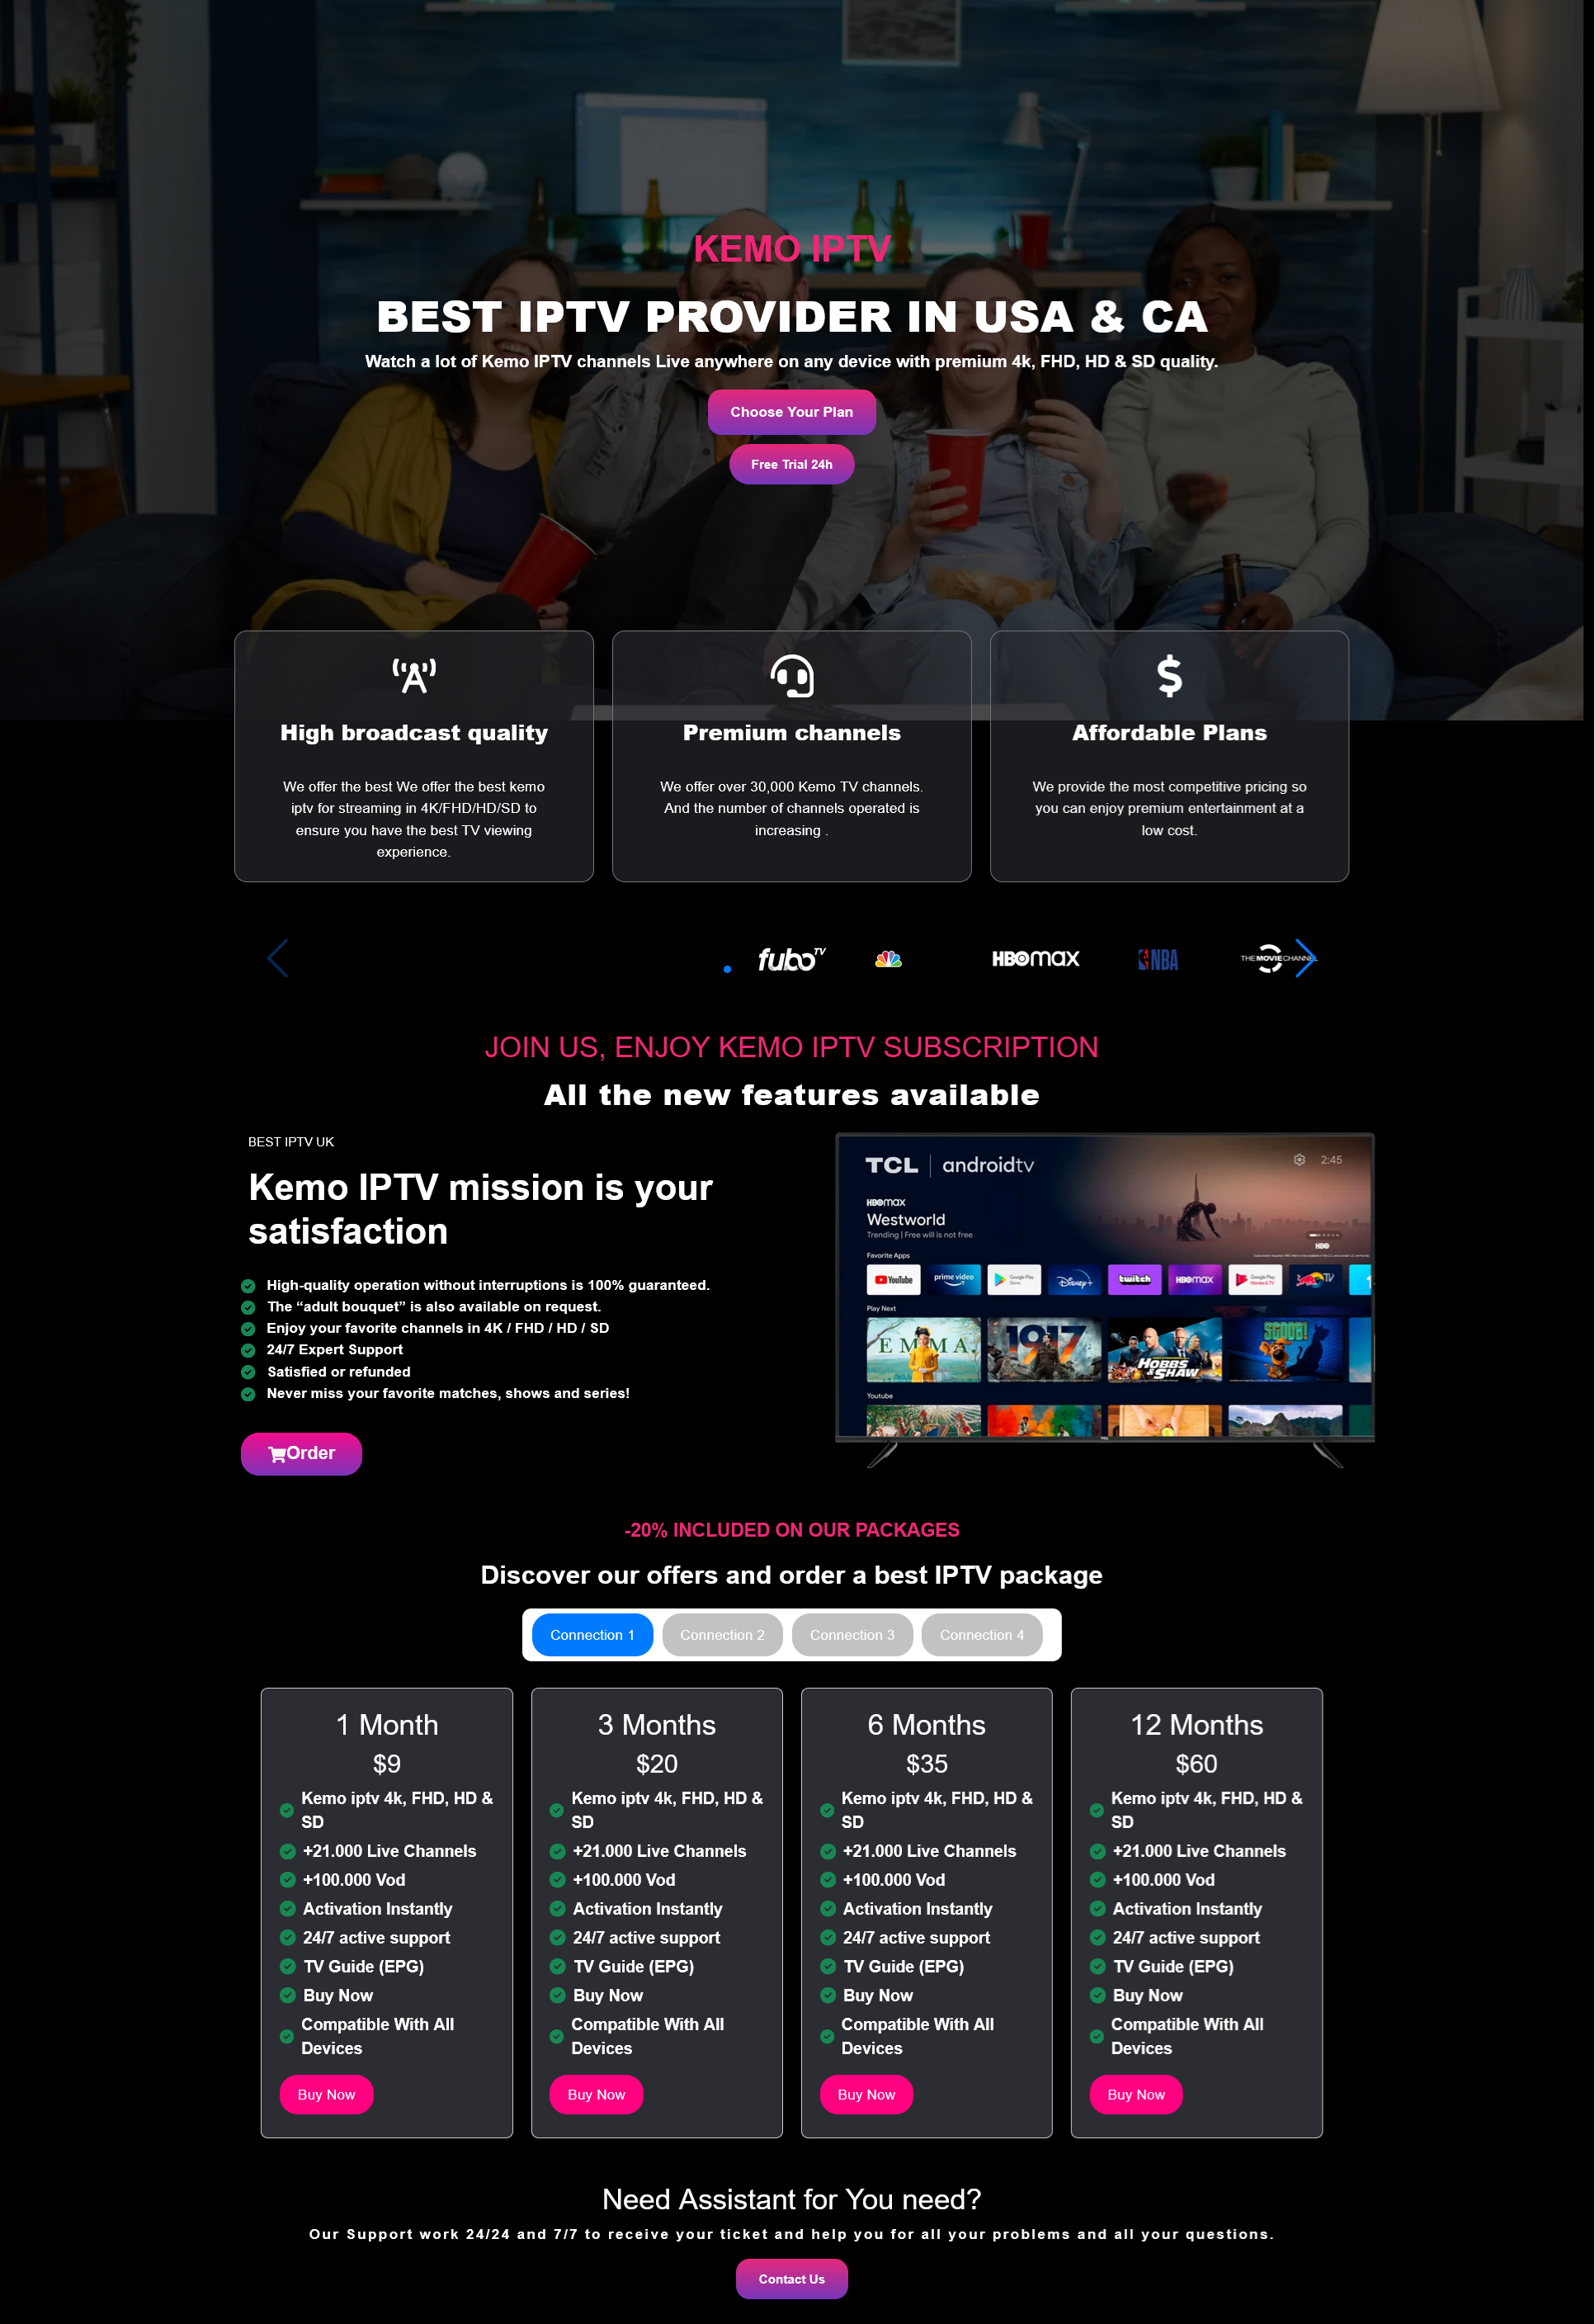 KEMO IPTV
BEST IPTV PROVIDER IN USA & CA
Watch a lot of Kemo IPTV channels Live anywhere on any device with premium 4k, FHD, HD & SD quality.
Choose Your Plan
Free Trial 24h
High broadcast quality
We offer the best We offer the best kemo
iptv for streaming in 4K/FHD/HD/SD to
ensure you have the best TV viewing
experience.
Premium channels
We offer over 30,000 Kemo TV channels.
And the number of channels operated is
increasing .
Affordable Plans
We provide the most competitive pricing so
you can enjoy premium entertainment at a
low cost.
fuboTV
HBOmax
NBA
THE MOVIE CHANNEL
JOIN US, ENJOY KEMO IPTV SUBSCRIPTION
All the new features available
BEST IPTV UK
Kemo IPTV mission is your
satisfaction
High-quality operation without interruptions is 100% guaranteed.
The “adult bouquet” is also available on request.
Enjoy your favorite channels in 4K / FHD / HD / SD
24/7 Expert Support
Satisfied or refunded
Never miss your favorite matches, shows and series!
Order
TCL androidtv
2:45
HBOmax
Westworld
Trending | Free will is not free
HBO
Favorite Apps
YouTube
prime video
Google Play Store
Disney+
twitch
HBOmax
Google Play Movies & TV
TV
Play Next
EMMA.
1917
HOBBS & SHAW
SCOOB!
Youtube
TCL
-20% INCLUDED ON OUR PACKAGES
Discover our offers and order a best IPTV package
Connection 1
Connection 2
Connection 3
Connection 4
1 Month
$9
Kemo iptv 4k, FHD, HD &
SD
+21.000 Live Channels
+100.000 Vod
Activation Instantly
24/7 active support
TV Guide (EPG)
Buy Now
Compatible With All
Devices
Buy Now
3 Months
$20
Kemo iptv 4k, FHD, HD &
SD
+21.000 Live Channels
+100.000 Vod
Activation Instantly
24/7 active support
TV Guide (EPG)
Buy Now
Compatible With All
Devices
Buy Now
6 Months
$35
Kemo iptv 4k, FHD, HD &
SD
+21.000 Live Channels
+100.000 Vod
Activation Instantly
24/7 active support
TV Guide (EPG)
Buy Now
Compatible With All
Devices
Buy Now
12 Months
$60
Kemo iptv 4k, FHD, HD &
SD
+21.000 Live Channels
+100.000 Vod
Activation Instantly
24/7 active support
TV Guide (EPG)
Buy Now
Compatible With All
Devices
Buy Now
Need Assistant for You need?
Our Support work 24/24 and 7/7 to receive your ticket and help you for all your problems and all your questions.
Contact Us